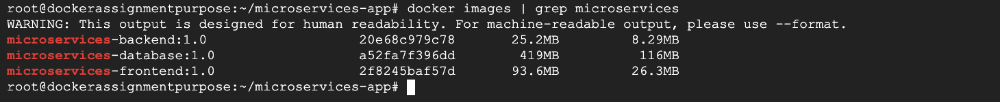 root@dockerassignmentpurpose:~/microservices-app# docker images | grep microservices
WARNING: This output is designed for human readability. For machine-readable output, please use --format.
microservices-backend:1.0 20e68c979c78 25.2MB 8.29MB
microservices-database:1.0 a52fa7f396dd 419MB 116MB
microservices-frontend:1.0 2f8245baf57d 93.6MB 26.3MB
root@dockerassignmentpurpose:~/microservices-app#